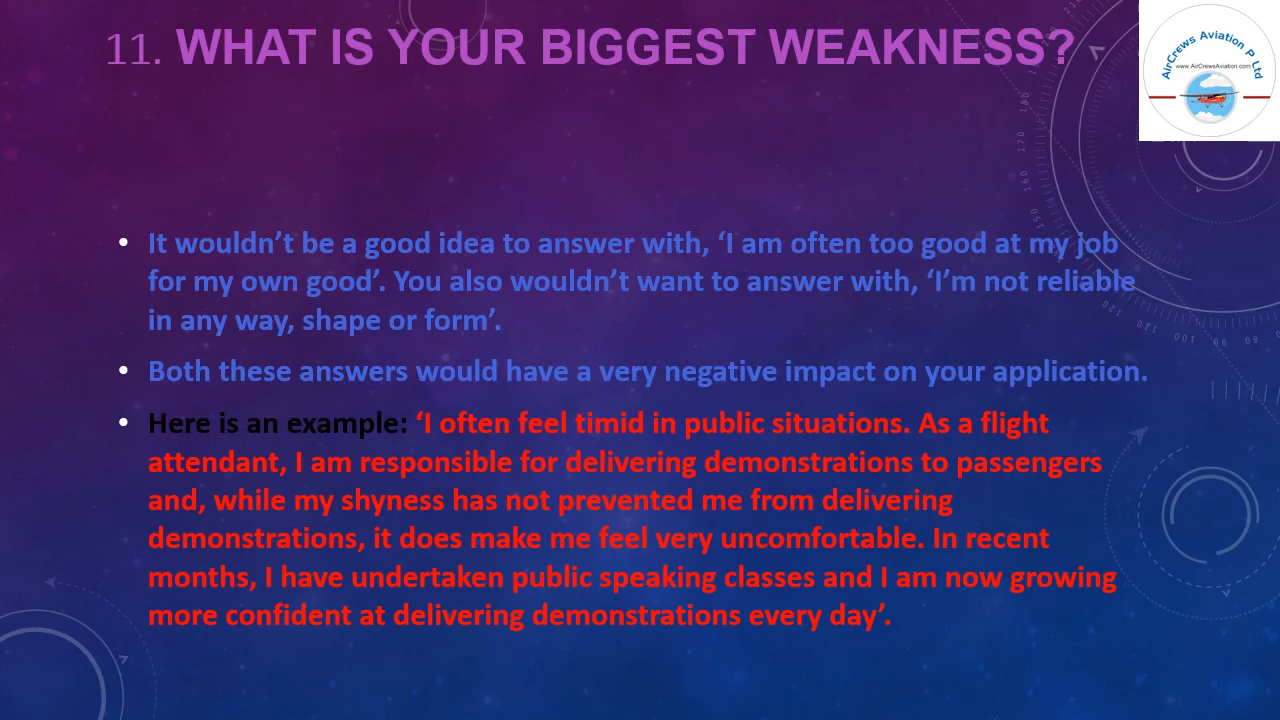 11. WHAT IS YOUR BIGGEST WEAKNESS?
AirCrews Aviation P Ltd
www.AirCrewsAviation.com
• It wouldn’t be a good idea to answer with, ‘I am often too good at my job
for my own good’. You also wouldn’t want to answer with, ‘I’m not reliable
in any way, shape or form’.
• Both these answers would have a very negative impact on your application.
• Here is an example: ‘I often feel timid in public situations. As a flight
attendant, I am responsible for delivering demonstrations to passengers
and, while my shyness has not prevented me from delivering
demonstrations, it does make me feel very uncomfortable. In recent
months, I have undertaken public speaking classes and I am now growing
more confident at delivering demonstrations every day’.